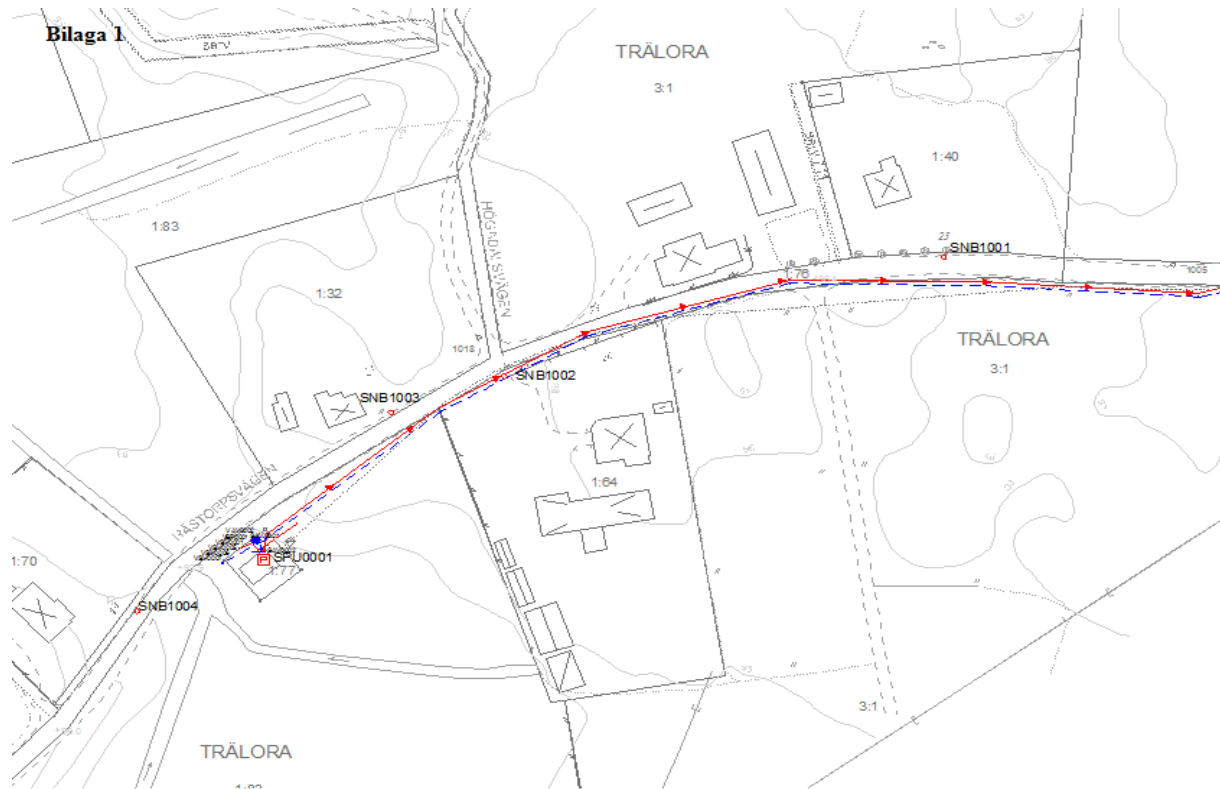 Bilaga 1
TRÄLORA
3:1
1:40
1:83
HÖGADALSVÄGEN
23
SNB1001
1005
1:76
1:32
TRÄLORA
3:1
1018
SNB1002
SNB1003
1:64
RÅSTORPSVÄGEN
SPU0001
1:77
1:70
SNB1004
3:1
TRÄLORA